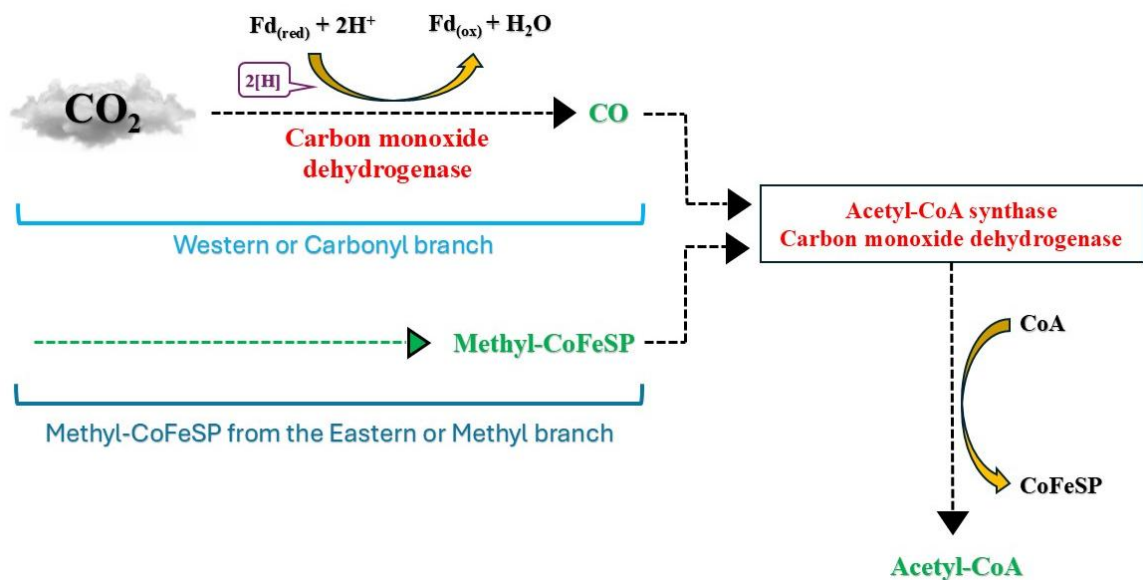 Fd(red) + 2H⁺
Fd(ox) + H₂O
2[H]
CO₂
CO
Carbon monoxide
dehydrogenase
Western or Carbonyl branch
Acetyl-CoA synthase
Carbon monoxide dehydrogenase
Methyl-CoFeSP
Methyl-CoFeSP from the Eastern or Methyl branch
CoA
CoFeSP
Acetyl-CoA